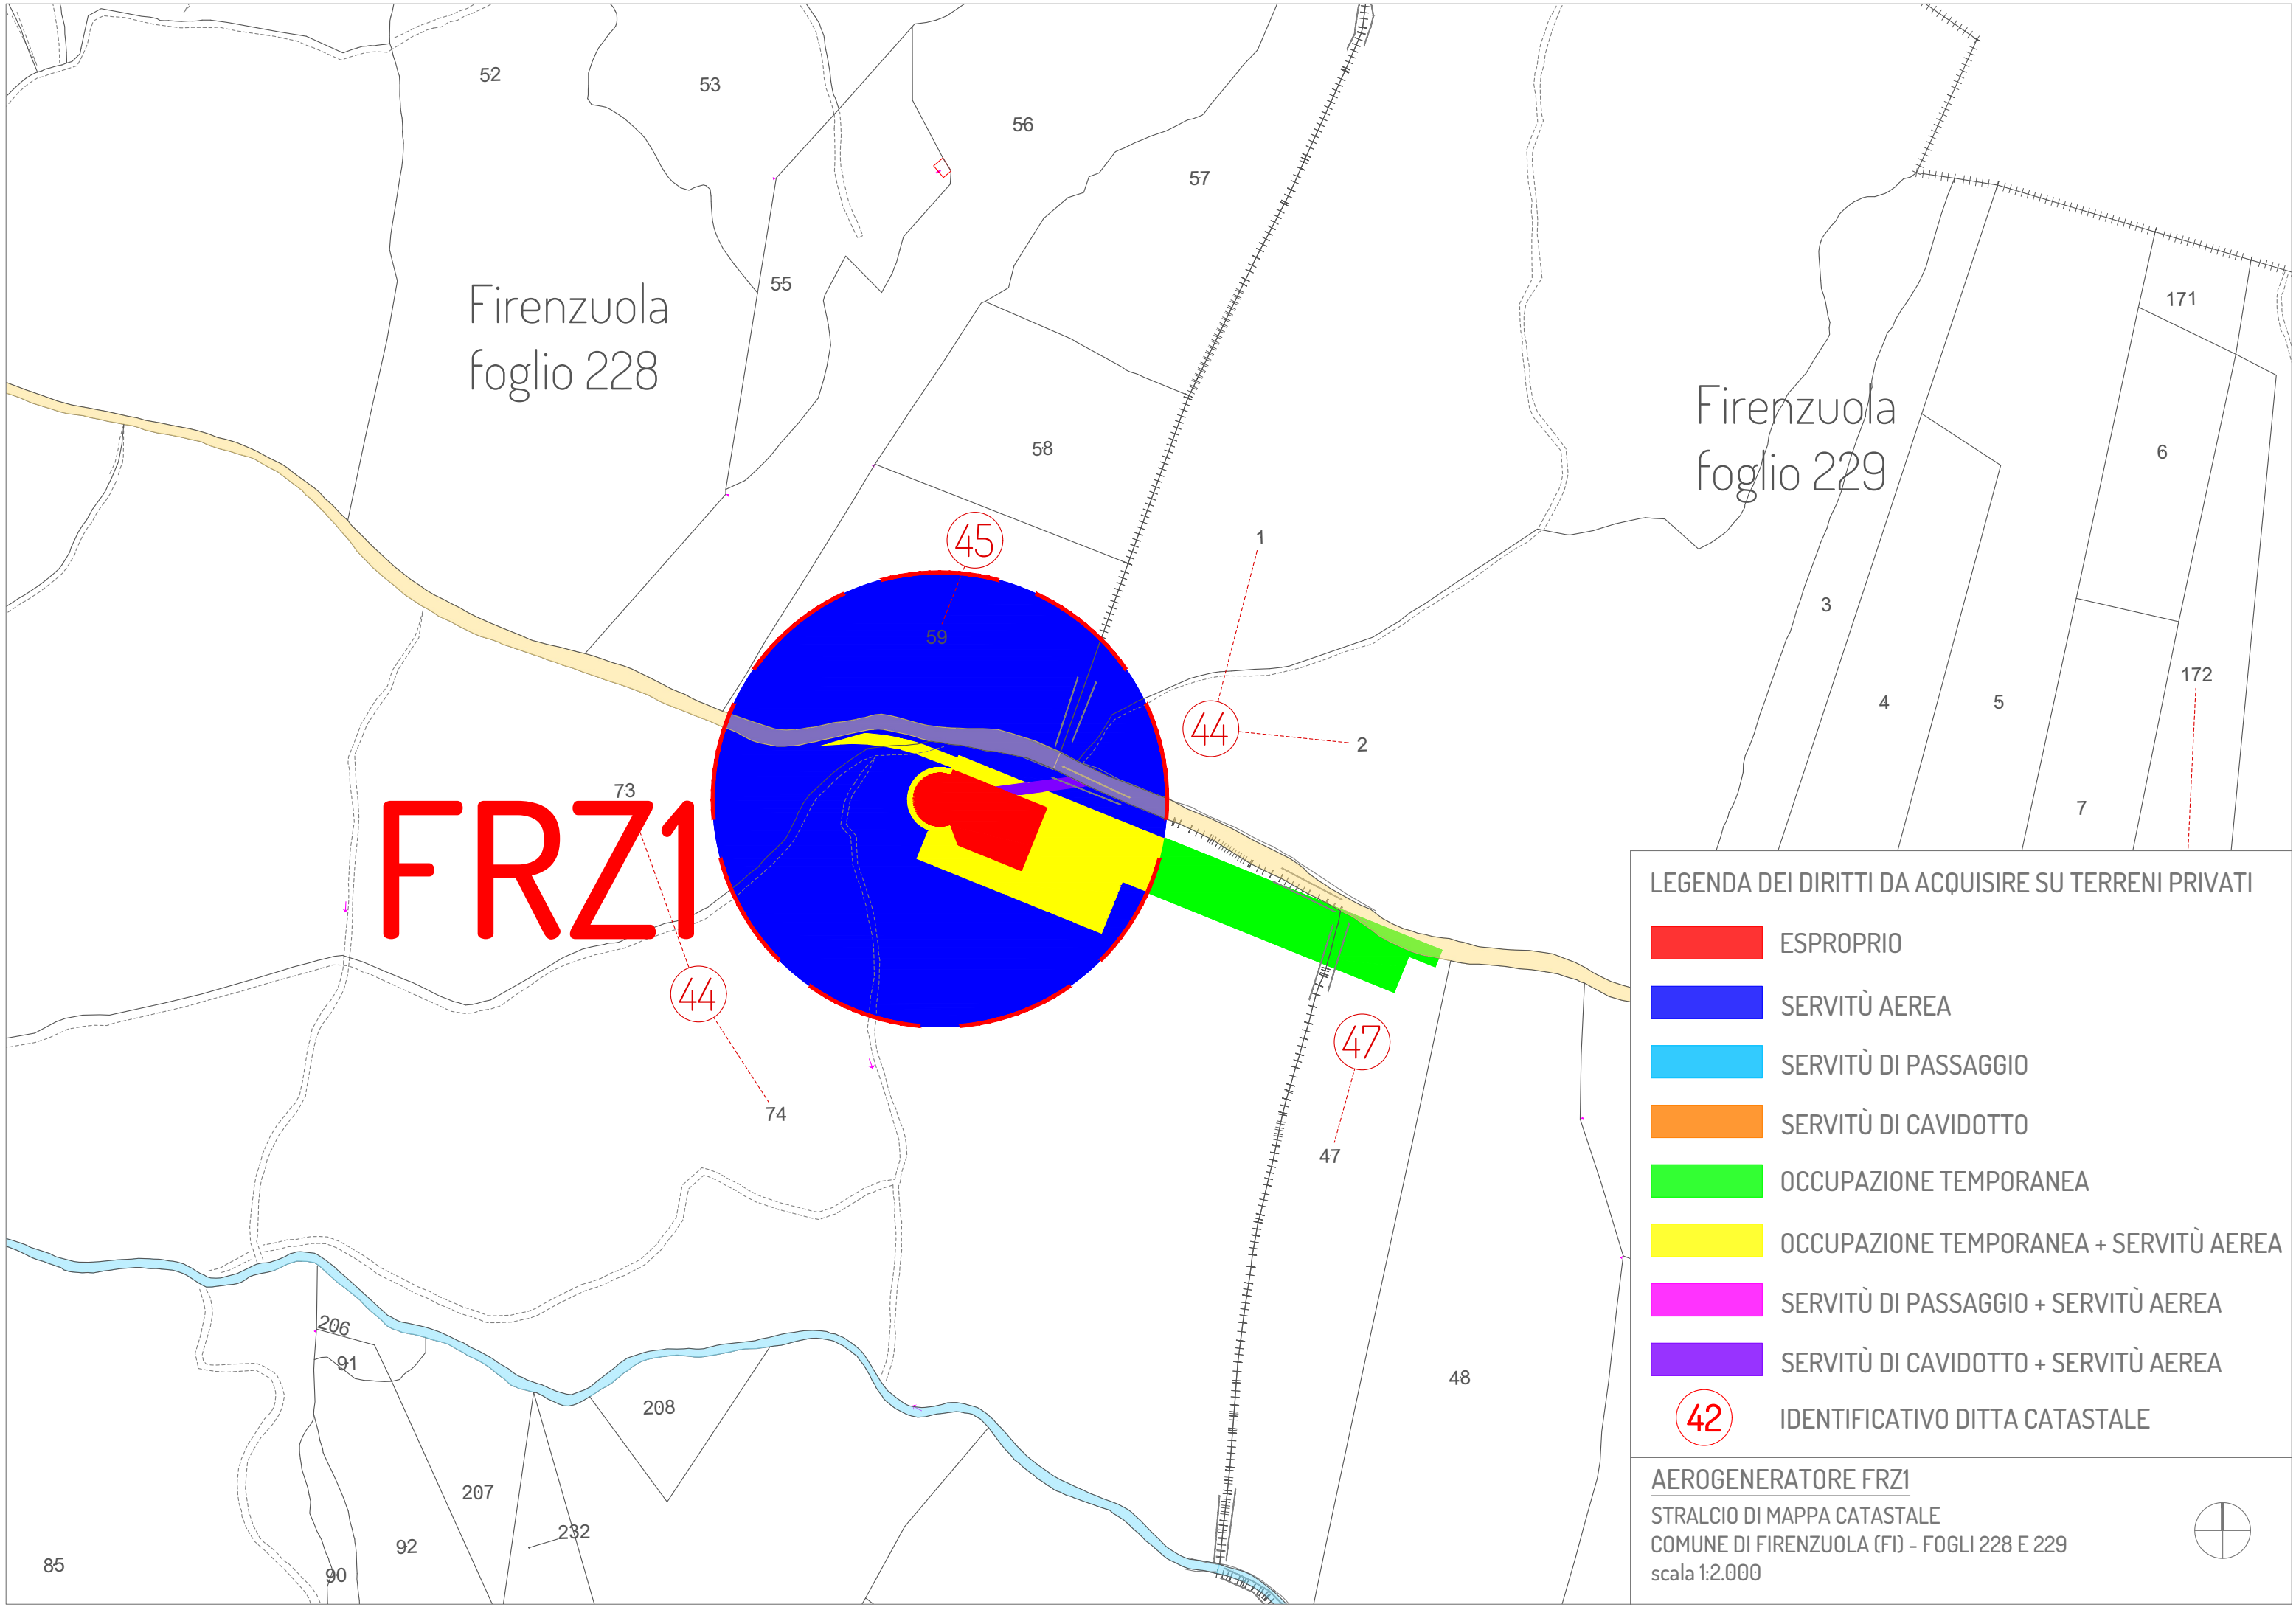 52
53
56
57
55
171
Firenzuola
foglio 228
Firenzuola
foglio 229
58
6
45
1
59
3
172
4
5
44
2
73
7
FRZ1
44
47
74
47
206
91
48
208
207
232
92
85
90
LEGENDA DEI DIRITTI DA ACQUISIRE SU TERRENI PRIVATI
ESPROPRIO
SERVITÙ AEREA
SERVITÙ DI PASSAGGIO
SERVITÙ DI CAVIDOTTO
OCCUPAZIONE TEMPORANEA
OCCUPAZIONE TEMPORANEA + SERVITÙ AEREA
SERVITÙ DI PASSAGGIO + SERVITÙ AEREA
SERVITÙ DI CAVIDOTTO + SERVITÙ AEREA
42 IDENTIFICATIVO DITTA CATASTALE
AEROGENERATORE FRZ1
STRALCIO DI MAPPA CATASTALE
COMUNE DI FIRENZUOLA (FI) - FOGLI 228 E 229
scala 1:2.000